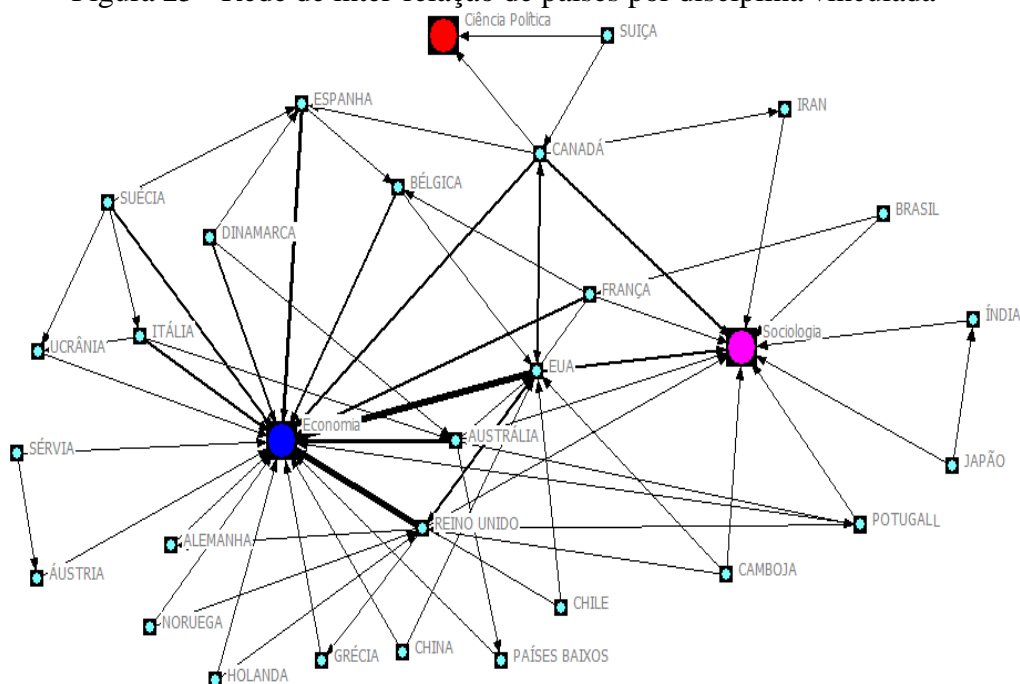 Figura 25 - Rede de inter-relação de países por disciplina vinculada
Ciência Política
SUIÇA
ESPANHA
IRAN
CANADÁ
BÉLGICA
SUÉCIA
BRASIL
DINAMARCA
FRANÇA
ÍNDIA
ITÁLIA
Sociologia
UCRÂNIA
EUA
Economia
AUSTRÁLIA
SÉRVIA
JAPÃO
REINO UNIDO
POTUGALL
ALEMANHA
CAMBOJA
ÁUSTRIA
CHILE
NORUEGA
CHINA
GRÉCIA
PAÍSES BAIXOS
HOLANDA